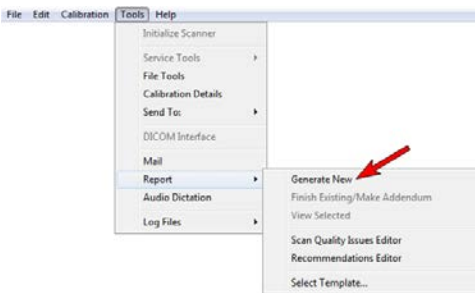 File Edit Calibration Tools Help
Initialize Scanner
Service Tools
File Tools
Calibration Details
Send To:
DICOM Interface
Mail
Report
Audio Dictation
Log Files
Generate New
Finish Existing/Make Addendum
View Selected
Scan Quality Issues Editor
Recommendations Editor
Select Template...